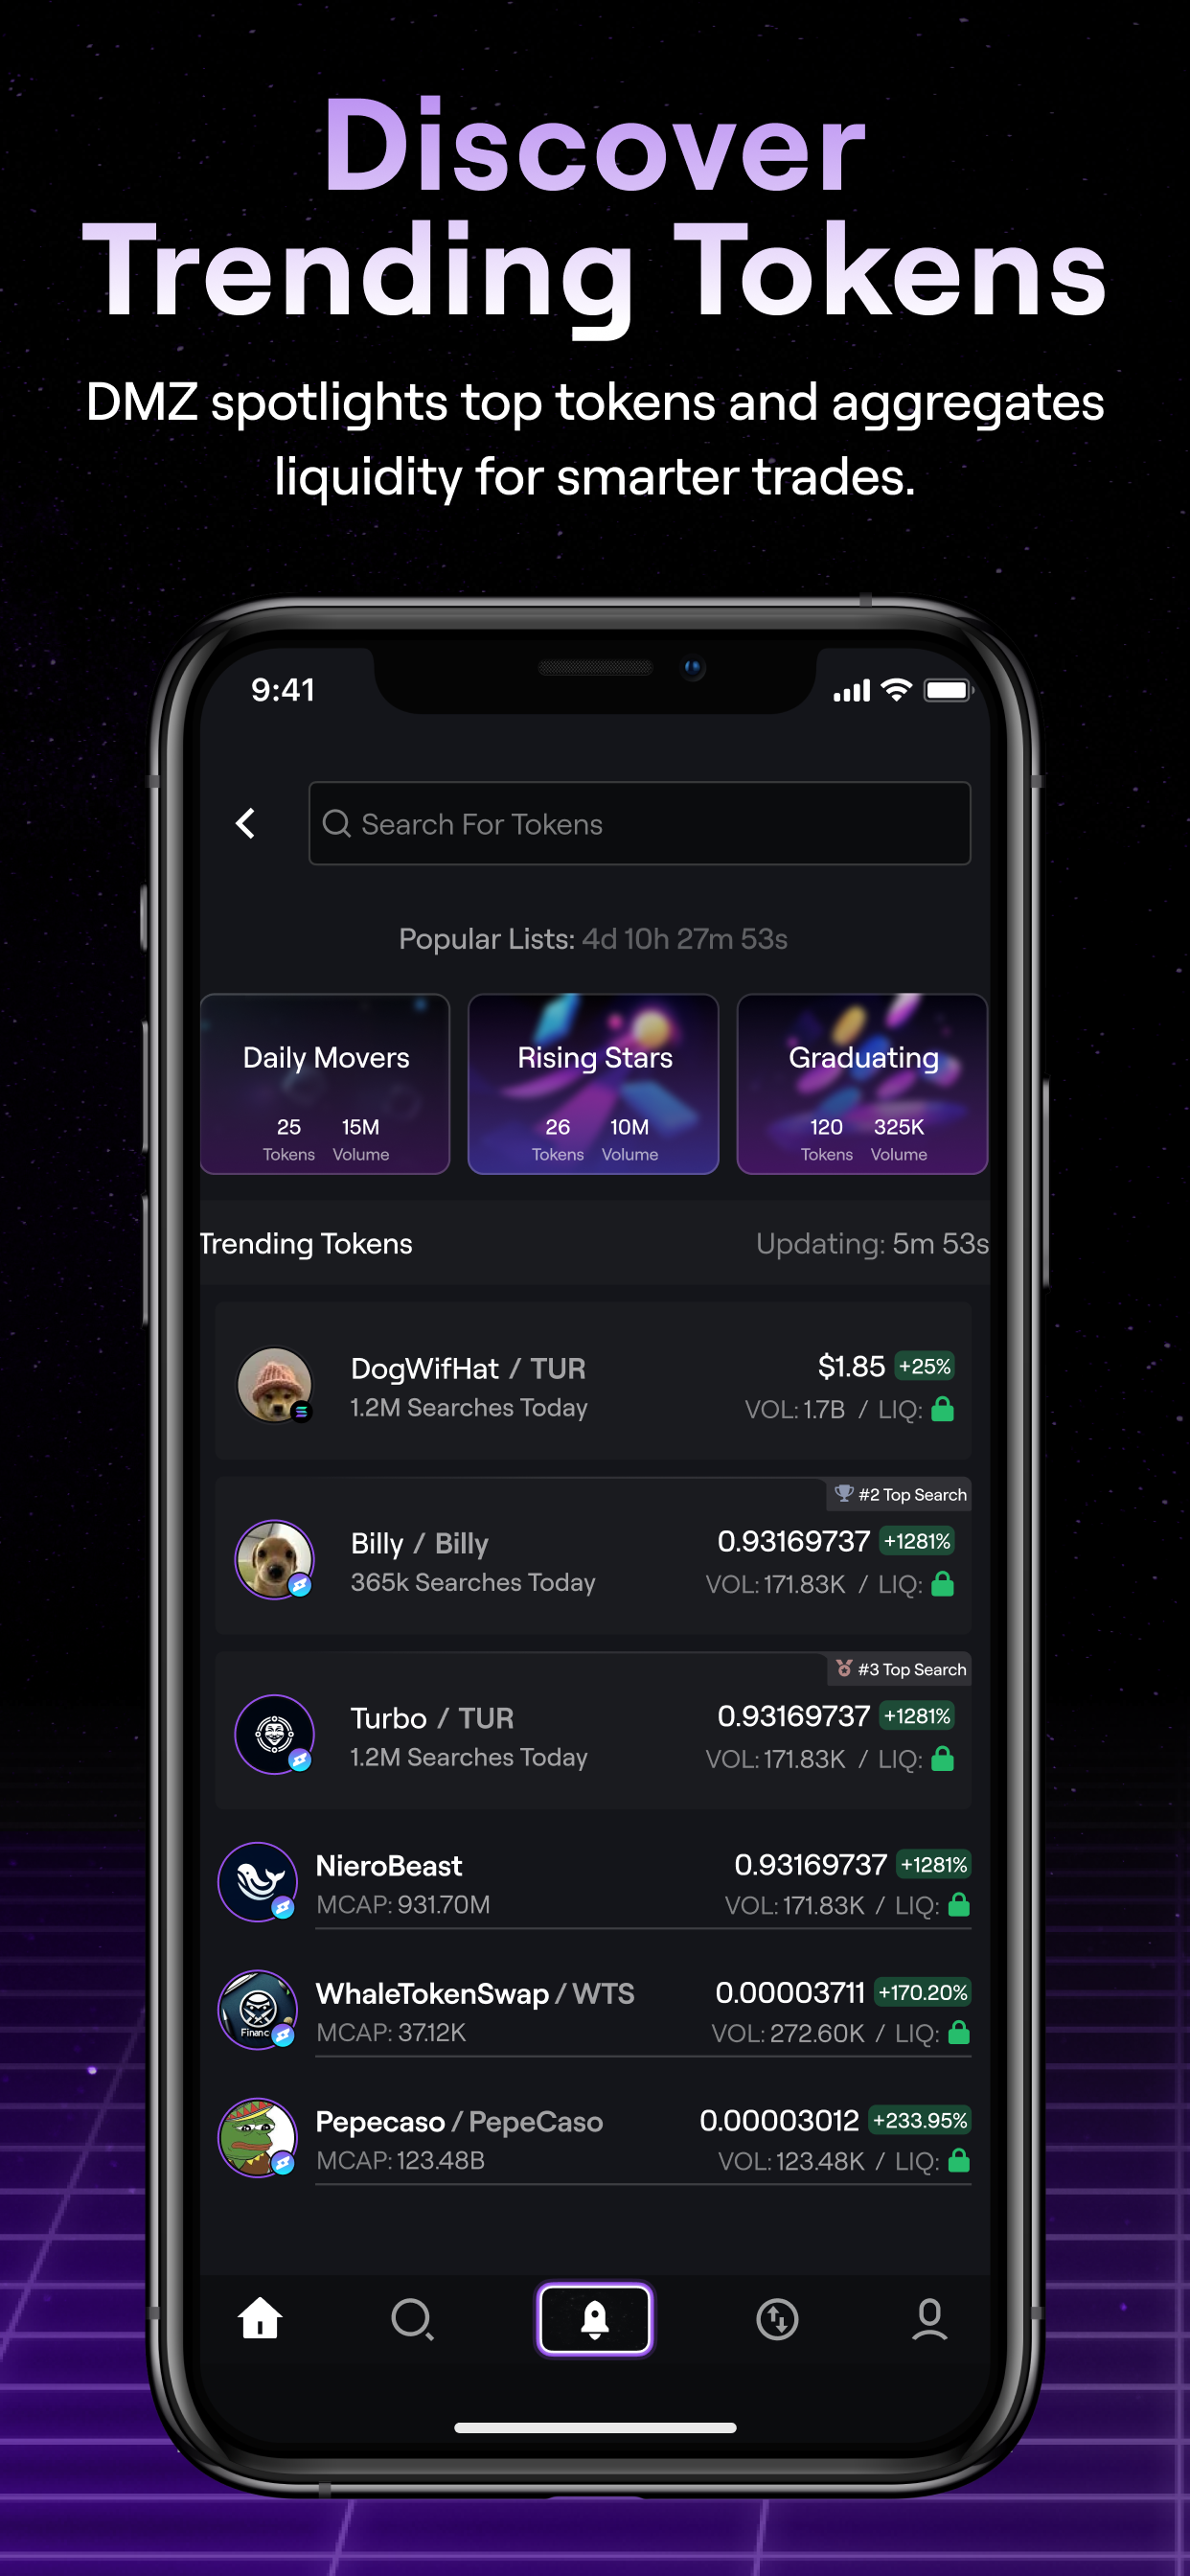 Discover
Trending Tokens
DMZ spotlights top tokens and aggregates
liquidity for smarter trades.
9:41
Search For Tokens
Popular Lists: 4d 10h 27m 53s
Daily Movers
25 15M
Tokens Volume
Rising Stars
26 10M
Tokens Volume
Graduating
120 325K
Tokens Volume
Trending Tokens Updating: 5m 53s
DogWifHat / TUR $1.85 +25%
1.2M Searches Today VOL: 1.7B / LIQ:
#2 Top Search
Billy / Billy 0.93169737 +1281%
365k Searches Today VOL: 171.83K / LIQ:
#3 Top Search
Turbo / TUR 0.93169737 +1281%
1.2M Searches Today VOL: 171.83K / LIQ:
NieroBeast 0.93169737 +1281%
MCAP: 931.70M VOL: 171.83K / LIQ:
WhaleTokenSwap / WTS 0.00003711 +170.20%
Financ
MCAP: 37.12K VOL: 272.60K / LIQ:
Pepecaso / PepeCaso 0.00003012 +233.95%
MCAP: 123.48B VOL: 123.48K / LIQ: